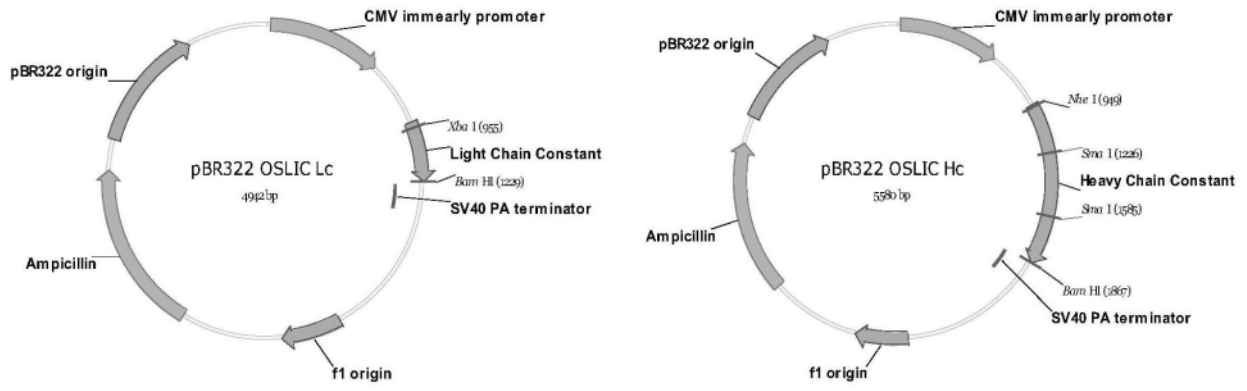 CMV immearly promoter
pBR322 origin
Xba I (955)
Light Chain Constant
pBR322 OSLIC Lc
4942 bp
Bam HI (1229)
SV40 PA terminator
Ampicillin
f1 origin
CMV immearly promoter
pBR322 origin
Nhe I (949)
Sma I (1226)
pBR322 OSLIC Hc
5580 bp
Heavy Chain Constant
Sma I (1585)
Ampicillin
Bam HI (1867)
SV40 PA terminator
f1 origin